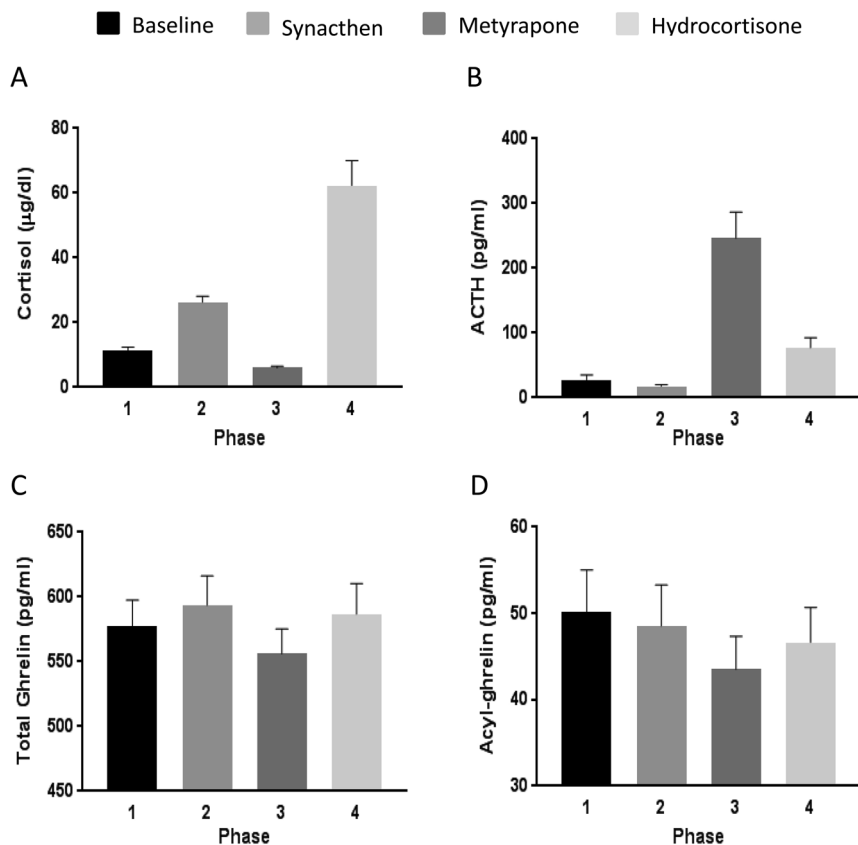 Baseline Synacthen Metyrapone Hydrocortisone
A
80
60
40
20
0
Cortisol (µg/dl)
1 2 3 4
Phase
B
400
300
200
100
0
ACTH (pg/ml)
1 2 3 4
Phase
C
650
600
550
500
450
Total Ghrelin (pg/ml)
1 2 3 4
Phase
D
60
50
40
30
Acyl-ghrelin (pg/ml)
1 2 3 4
Phase